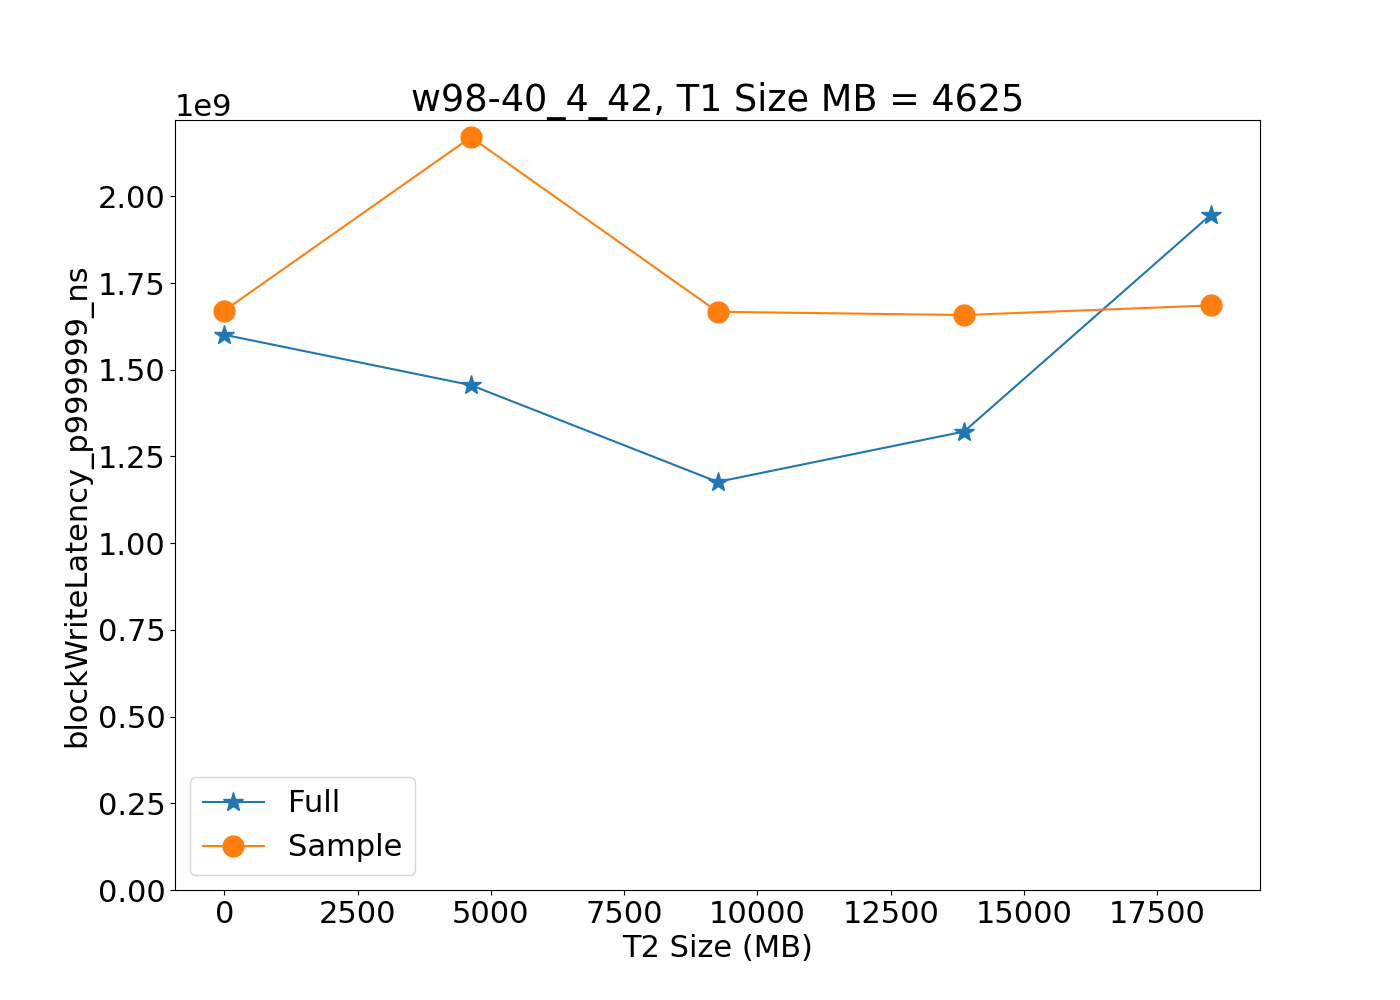 w98-40_4_42, T1 Size MB = 4625
1e9
blockWriteLatency_p999999_ns
2.00
1.75
1.50
1.25
1.00
0.75
0.50
0.25
0.00
Full
Sample
0 2500 5000 7500 10000 12500 15000 17500
T2 Size (MB)